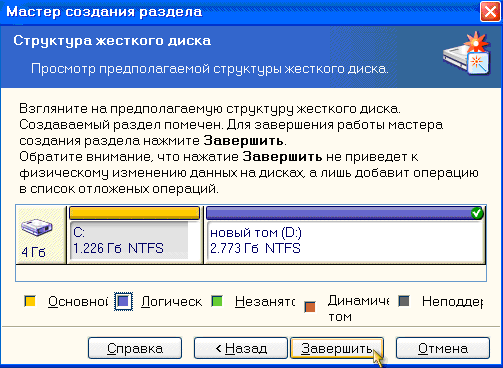 Мастер создания раздела
Структура жесткого диска
Просмотр предполагаемой структуры жесткого диска.
Взгляните на предполагаемую структуру жесткого диска.
Создаваемый раздел помечен. Для завершения работы мастера
создания раздела нажмите Завершить.
Обратите внимание, что нажатие Завершить не приведет к
физическому изменению данных на дисках, а лишь добавит операцию
в список отложеных операций.
C:
новый том (D:)
4 Гб
1.226 Гб NTFS
2.773 Гб NTFS
Основной
Логическ
Незанято
Динамиче
том
Неподдер
Справка
< Назад
Завершить
Отмена